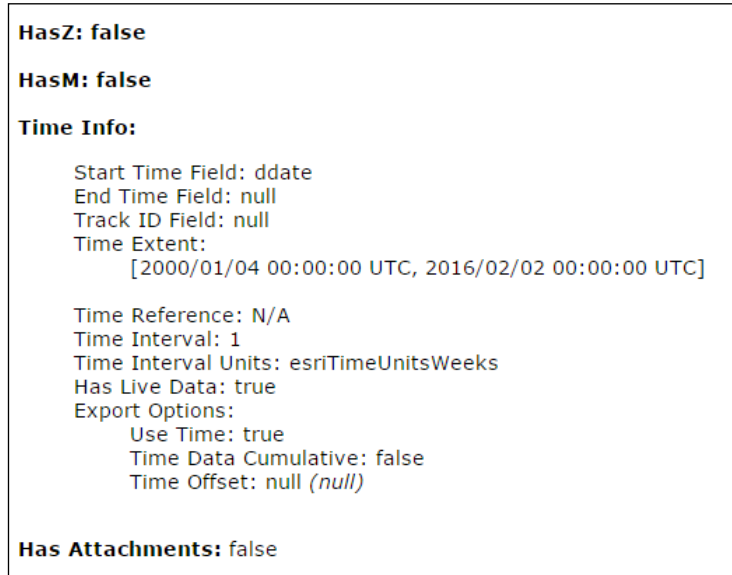 HasZ: false
HasM: false
Time Info:
Start Time Field: ddate
End Time Field: null
Track ID Field: null
Time Extent:
[2000/01/04 00:00:00 UTC, 2016/02/02 00:00:00 UTC]
Time Reference: N/A
Time Interval: 1
Time Interval Units: esriTimeUnitsWeeks
Has Live Data: true
Export Options:
Use Time: true
Time Data Cumulative: false
Time Offset: null (null)
Has Attachments: false